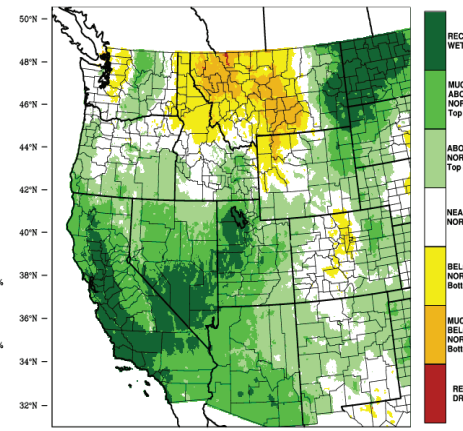 50°N
48°N
46°N
44°N
42°N
40°N
38°N
36°N
34°N
32°N
%
%
REC
WET
MUC
ABO
NOR
Top
ABO
NOR
Top
NEA
NOR
BEL
NOR
Bott
MUC
BEL
NOR
Bott
RE
DR